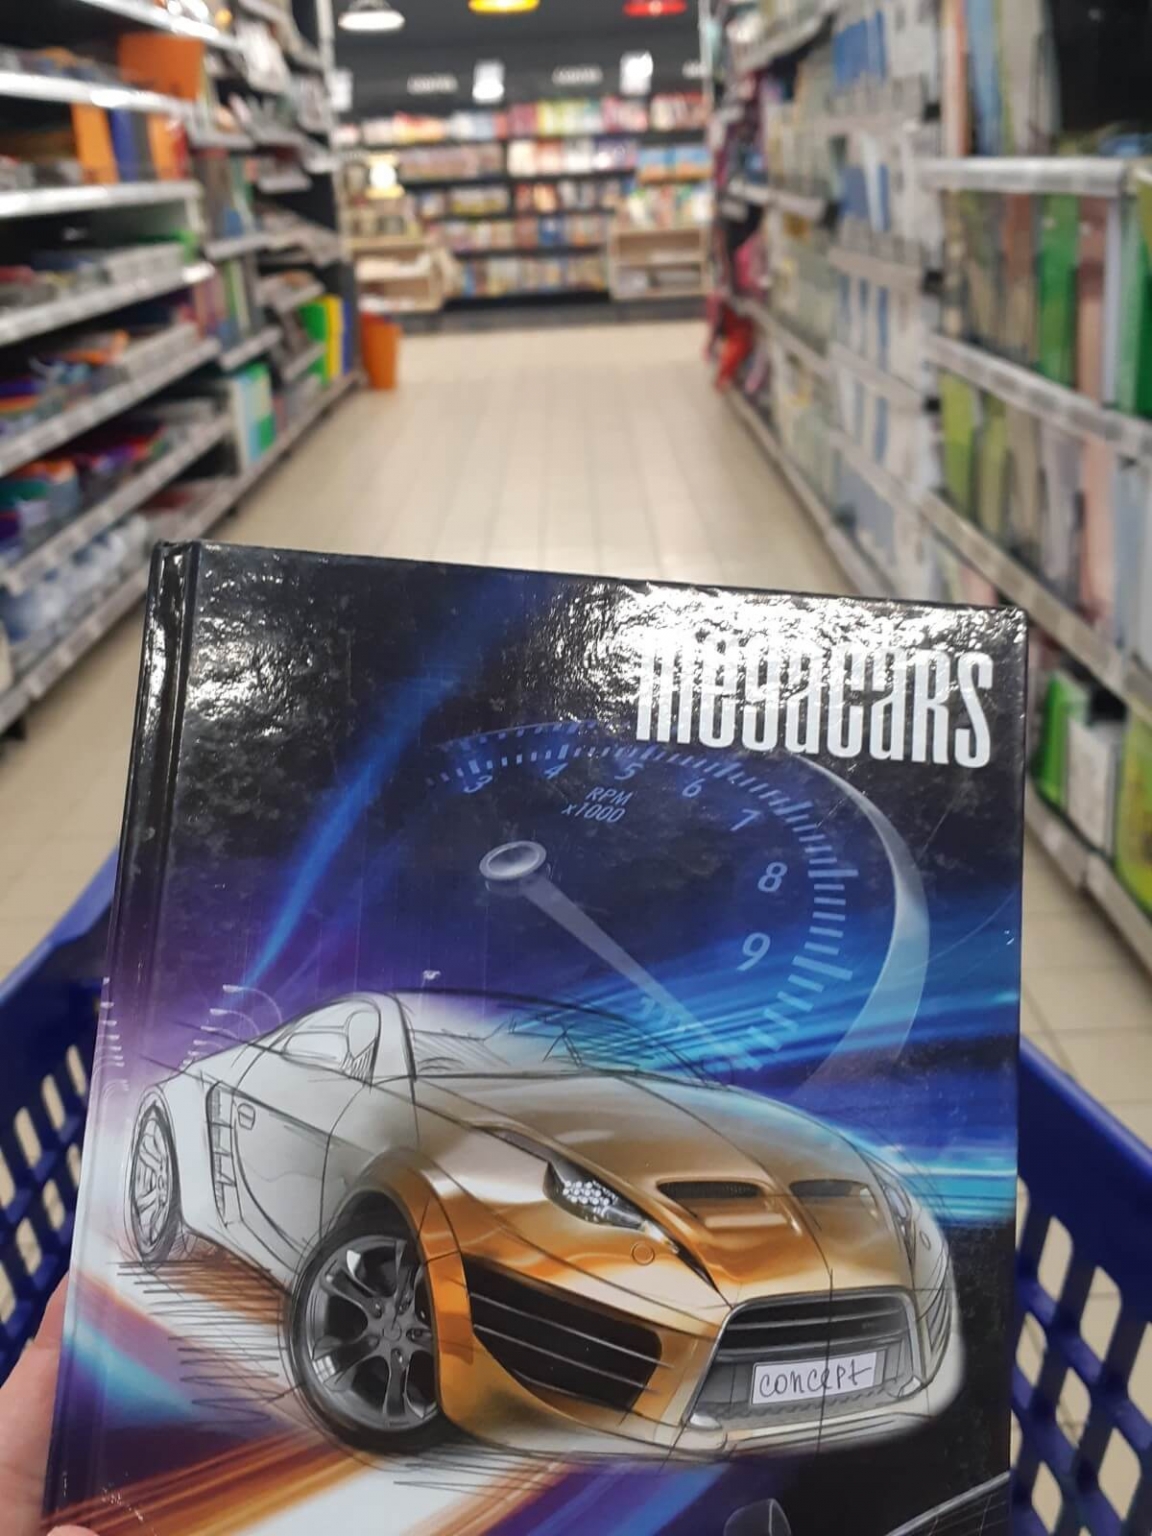 megacars
3 4 5 6 7 8 9
RPM
x1000
concept